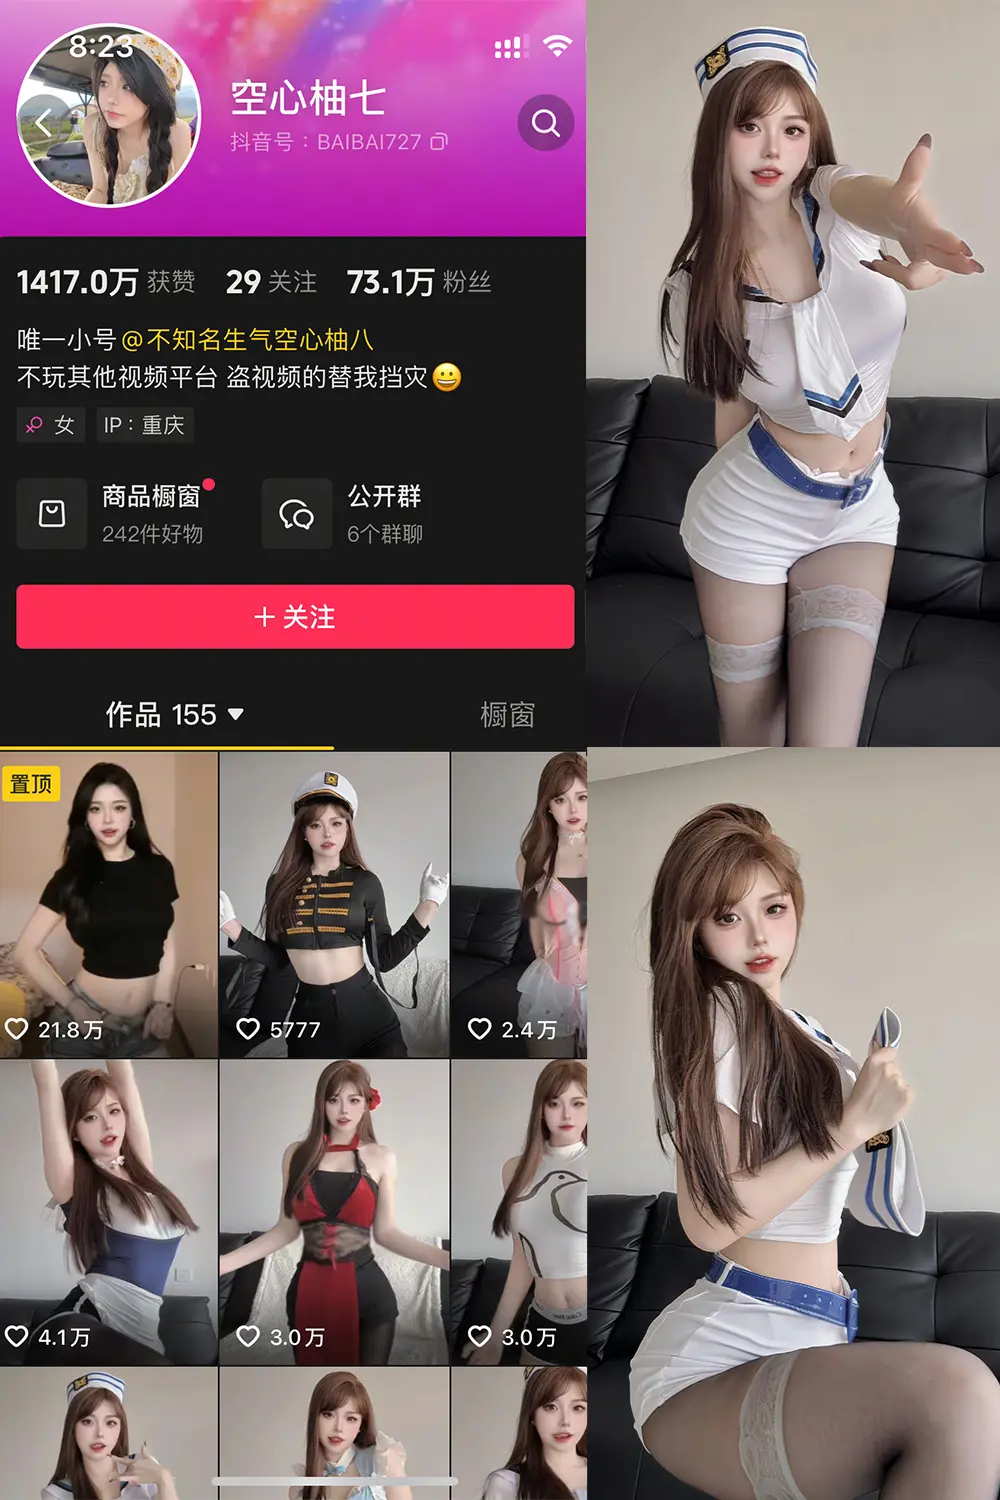 8:23
空心柚七
抖音号：BAIBAI727
1417.0万 获赞 29 关注 73.1万 粉丝
唯一小号@不知名生气空心柚八
不玩其他视频平台 盗视频的替我挡灾😀
女 IP：重庆
商品橱窗
242件好物
公开群
6个群聊
+ 关注
作品 155 橱窗
置顶
21.8万 5777 2.4万
4.1万 3.0万 3.0万